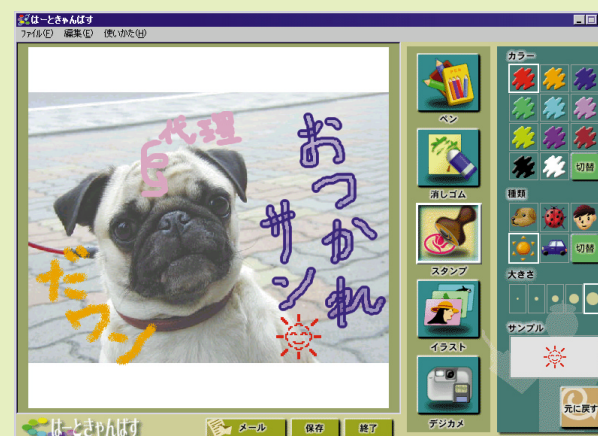 はーときゃんばす
ファイル(F) 編集(E) 使いかた(H)
代理
おつかれ
サン
だワン
ペン
消しゴム
スタンプ
イラスト
デジカメ
カラー
切替
種類
切替
大きさ
サンプル
元に戻す
はーときゃんばす
メール
保存
終了